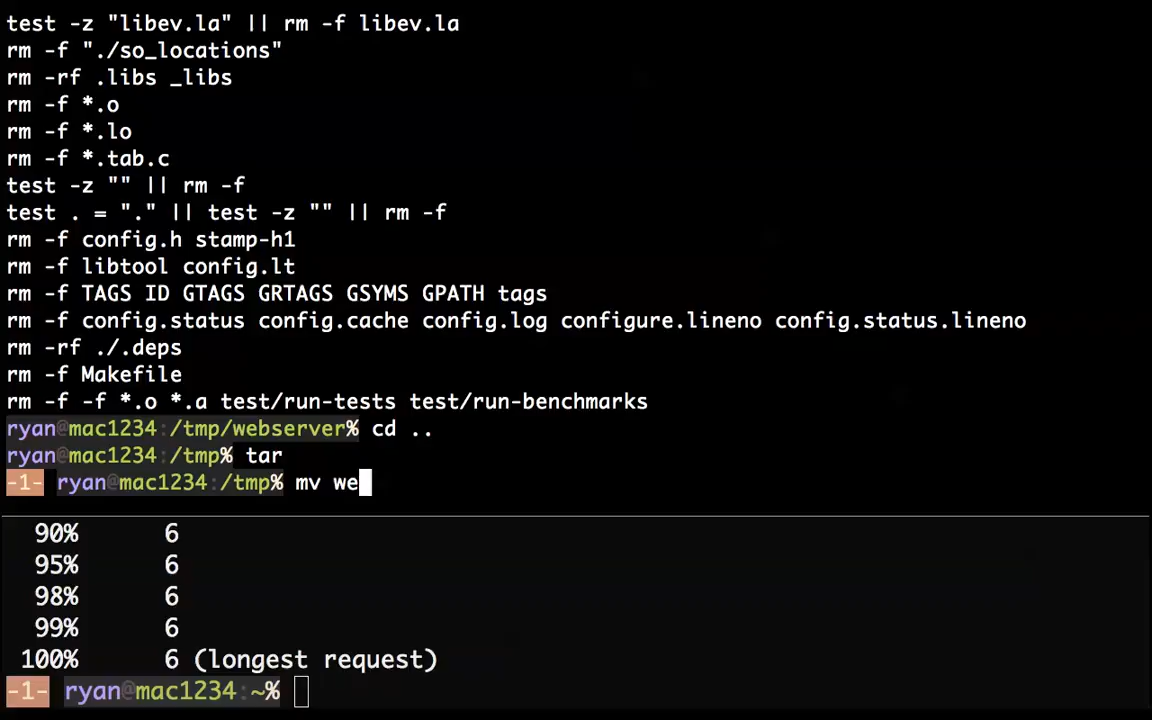 test -z "libev.la" || rm -f libev.la
rm -f "./so_locations"
rm -rf .libs _libs
rm -f *.o
rm -f *.lo
rm -f *.tab.c
test -z "" || rm -f
test . = "." || test -z "" || rm -f
rm -f config.h stamp-h1
rm -f libtool config.lt
rm -f TAGS ID GTAGS GRTAGS GSYMS GPATH tags
rm -f config.status config.cache config.log configure.lineno config.status.lineno
rm -rf ./.deps
rm -f Makefile
rm -f -f *.o *.a test/run-tests test/run-benchmarks
ryan@mac1234:/tmp/webserver% cd ..
ryan@mac1234:/tmp% tar
-1- ryan@mac1234:/tmp% mv we
90% 6
95% 6
98% 6
99% 6
100% 6 (longest request)
-1- ryan@mac1234:~%